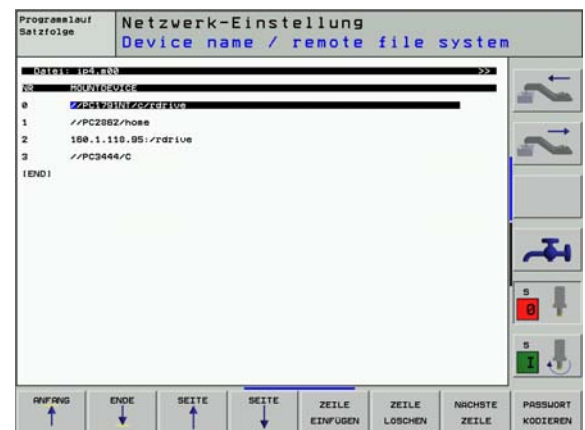 Programmlauf
Satzfolge
Netzwerk-Einstellung
Device name / remote file system
Datei: ip4.m00 >>
NR MOUNTDEVICE
0 //PC1791NT/c/rdrive
1 //PC2862/home
2 160.1.118.95:/rdrive
3 //PC3444/C
[END]
S
0
S
I
ANFANG
ENDE
SEITE
SEITE
ZEILE
EINFÜGEN
ZEILE
LÖSCHEN
NÄCHSTE
ZEILE
PASSWORT
KODIEREN